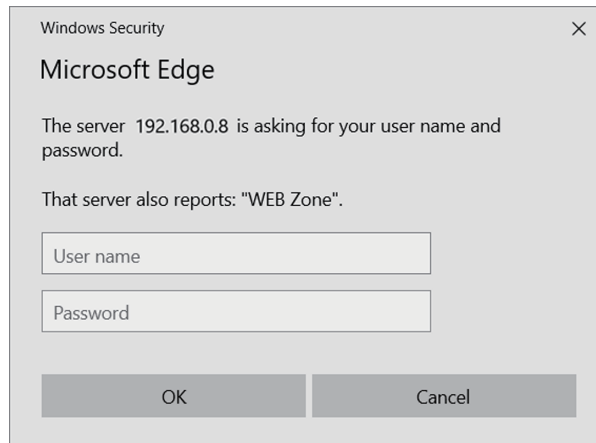 Windows Security
Microsoft Edge
The server 192.168.0.8 is asking for your user name and
password.
That server also reports: "WEB Zone".
User name
Password
OK
Cancel